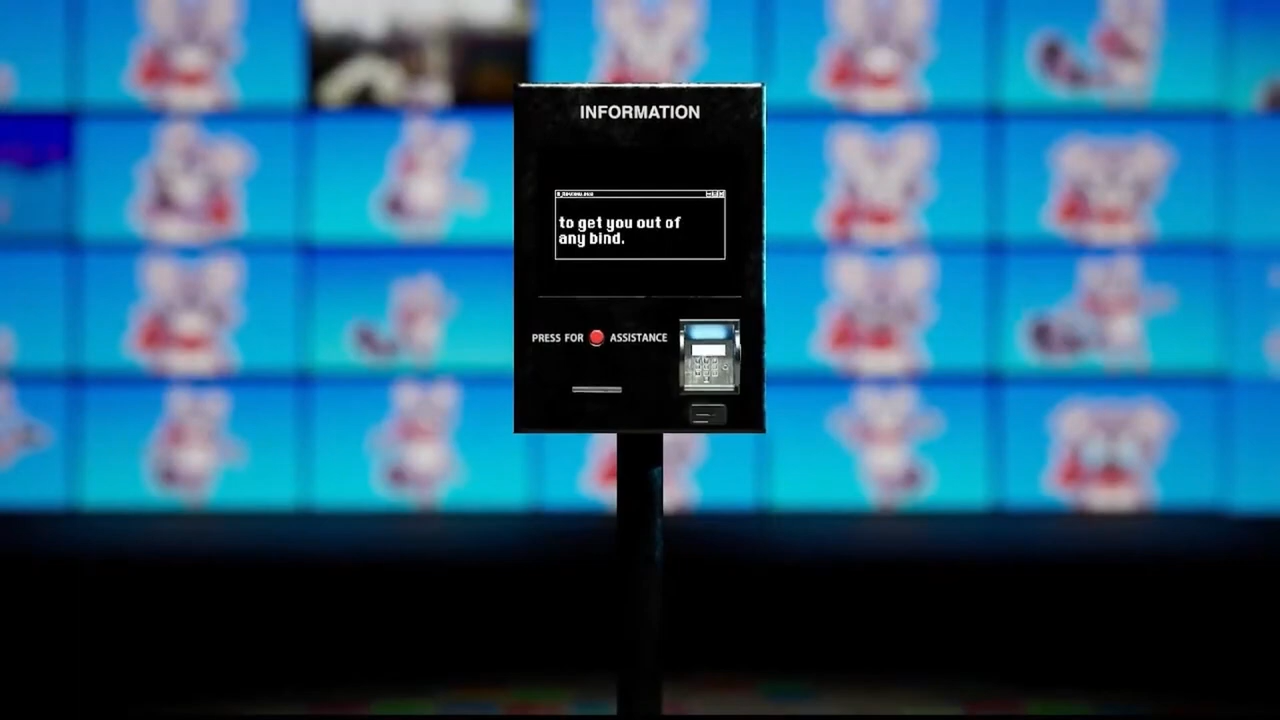 INFORMATION
to get you out of
any bind.
PRESS FOR ASSISTANCE